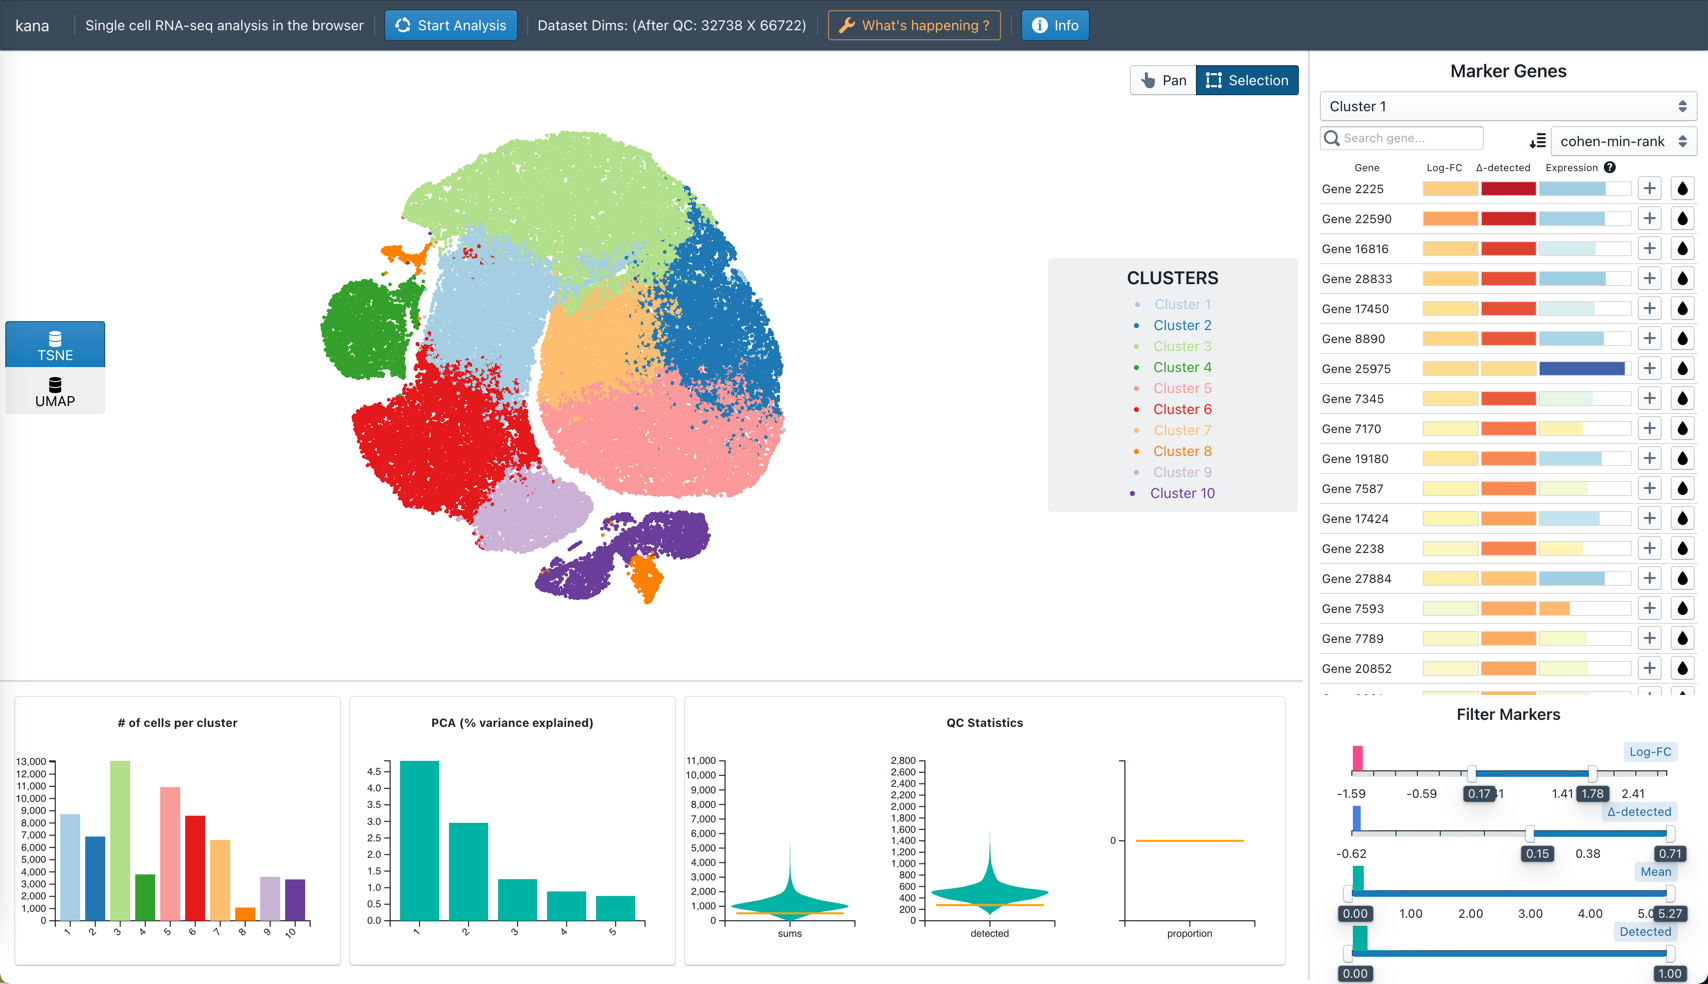 kana
Single cell RNA-seq analysis in the browser
Start Analysis
Dataset Dims: (After QC: 32738 X 66722)
What's happening ?
Info
Pan
Selection
TSNE
UMAP
CLUSTERS
Cluster 1
Cluster 2
Cluster 3
Cluster 4
Cluster 5
Cluster 6
Cluster 7
Cluster 8
Cluster 9
Cluster 10
Marker Genes
Cluster 1
Search gene...
cohen-min-rank
Gene Log-FC Δ-detected Expression ?
Gene 2225
Gene 22590
Gene 16816
Gene 28833
Gene 17450
Gene 8890
Gene 25975
Gene 7345
Gene 7170
Gene 19180
Gene 7587
Gene 17424
Gene 2238
Gene 27884
Gene 7593
Gene 7789
Gene 20852
Filter Markers
Log-FC
-1.59 -0.59 0.17 1.41 1.78 2.41
Δ-detected
-0.62 0.15 0.38 0.71
Mean
0.00 1.00 2.00 3.00 4.00 5.27
Detected
0.00 1.00
# of cells per cluster
13,000
12,000
11,000
10,000
9,000
8,000
7,000
6,000
5,000
4,000
3,000
2,000
1,000
0
1 2 3 4 5 6 7 8 9 10
PCA (% variance explained)
4.5
4.0
3.5
3.0
2.5
2.0
1.5
1.0
0.5
0.0
1 2 3 4 5
QC Statistics
11,000
10,000
9,000
8,000
7,000
6,000
5,000
4,000
3,000
2,000
1,000
0
sums
2,800
2,600
2,400
2,200
2,000
1,800
1,600
1,400
1,200
1,000
800
600
400
200
0
detected
0
proportion